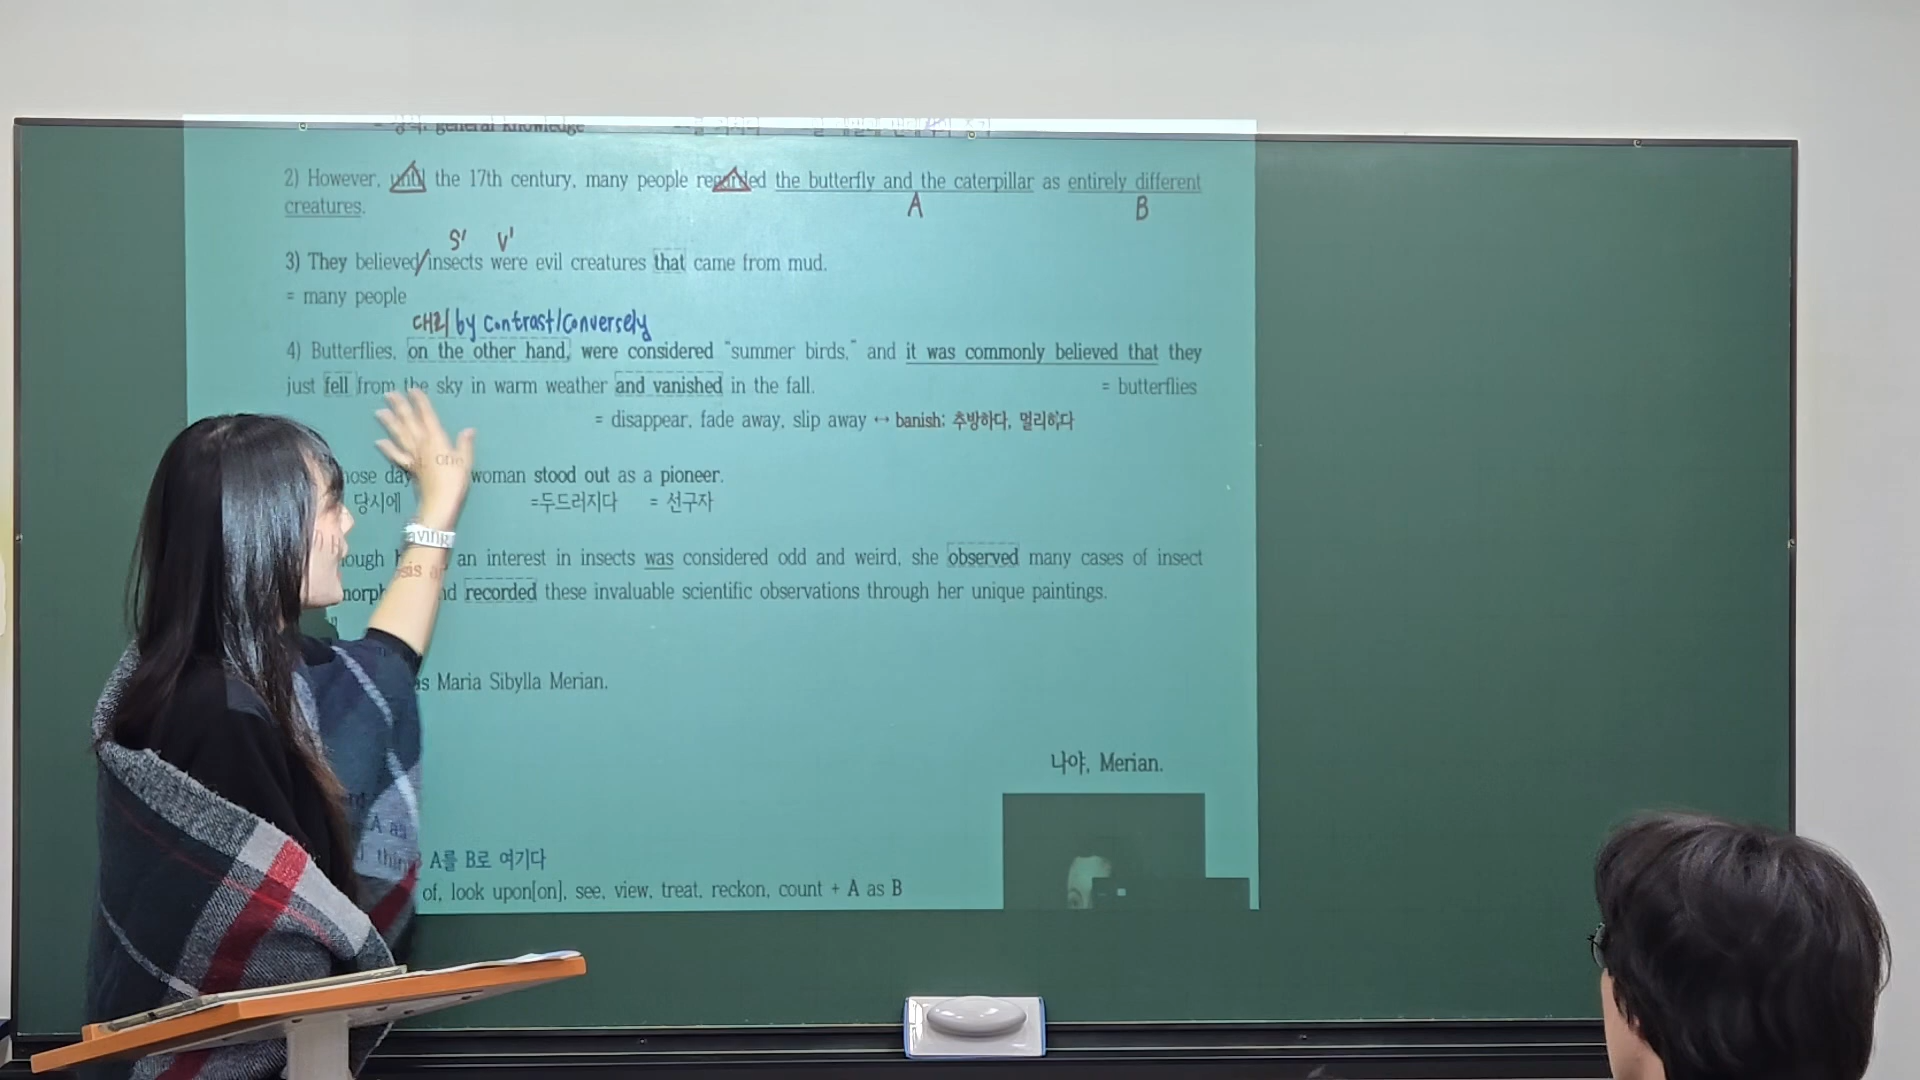 general knowledge
2) However, until the 17th century, many people regarded the butterfly and the caterpillar as entirely different
A B
creatures.
S' V'
3) They believed/insects were evil creatures that came from mud.
= many people
대리 by contrast/conversely
4) Butterflies, on the other hand, were considered "summer birds," and it was commonly believed that they
just fell from the sky in warm weather and vanished in the fall. = butterflies
= disappear, fade away, slip away ↔ banish: 추방하다, 멀리하다
one woman stood out as a pioneer.
당시에 =두드러지다 = 선구자
aving an interest in insects was considered odd and weird, she observed many cases of insect
recorded these invaluable scientific observations through her unique paintings.
as Maria Sibylla Merian.
나야, Merian.
A as
A를 B로 여기다
of, look upon[on], see, view, treat, reckon, count + A as B